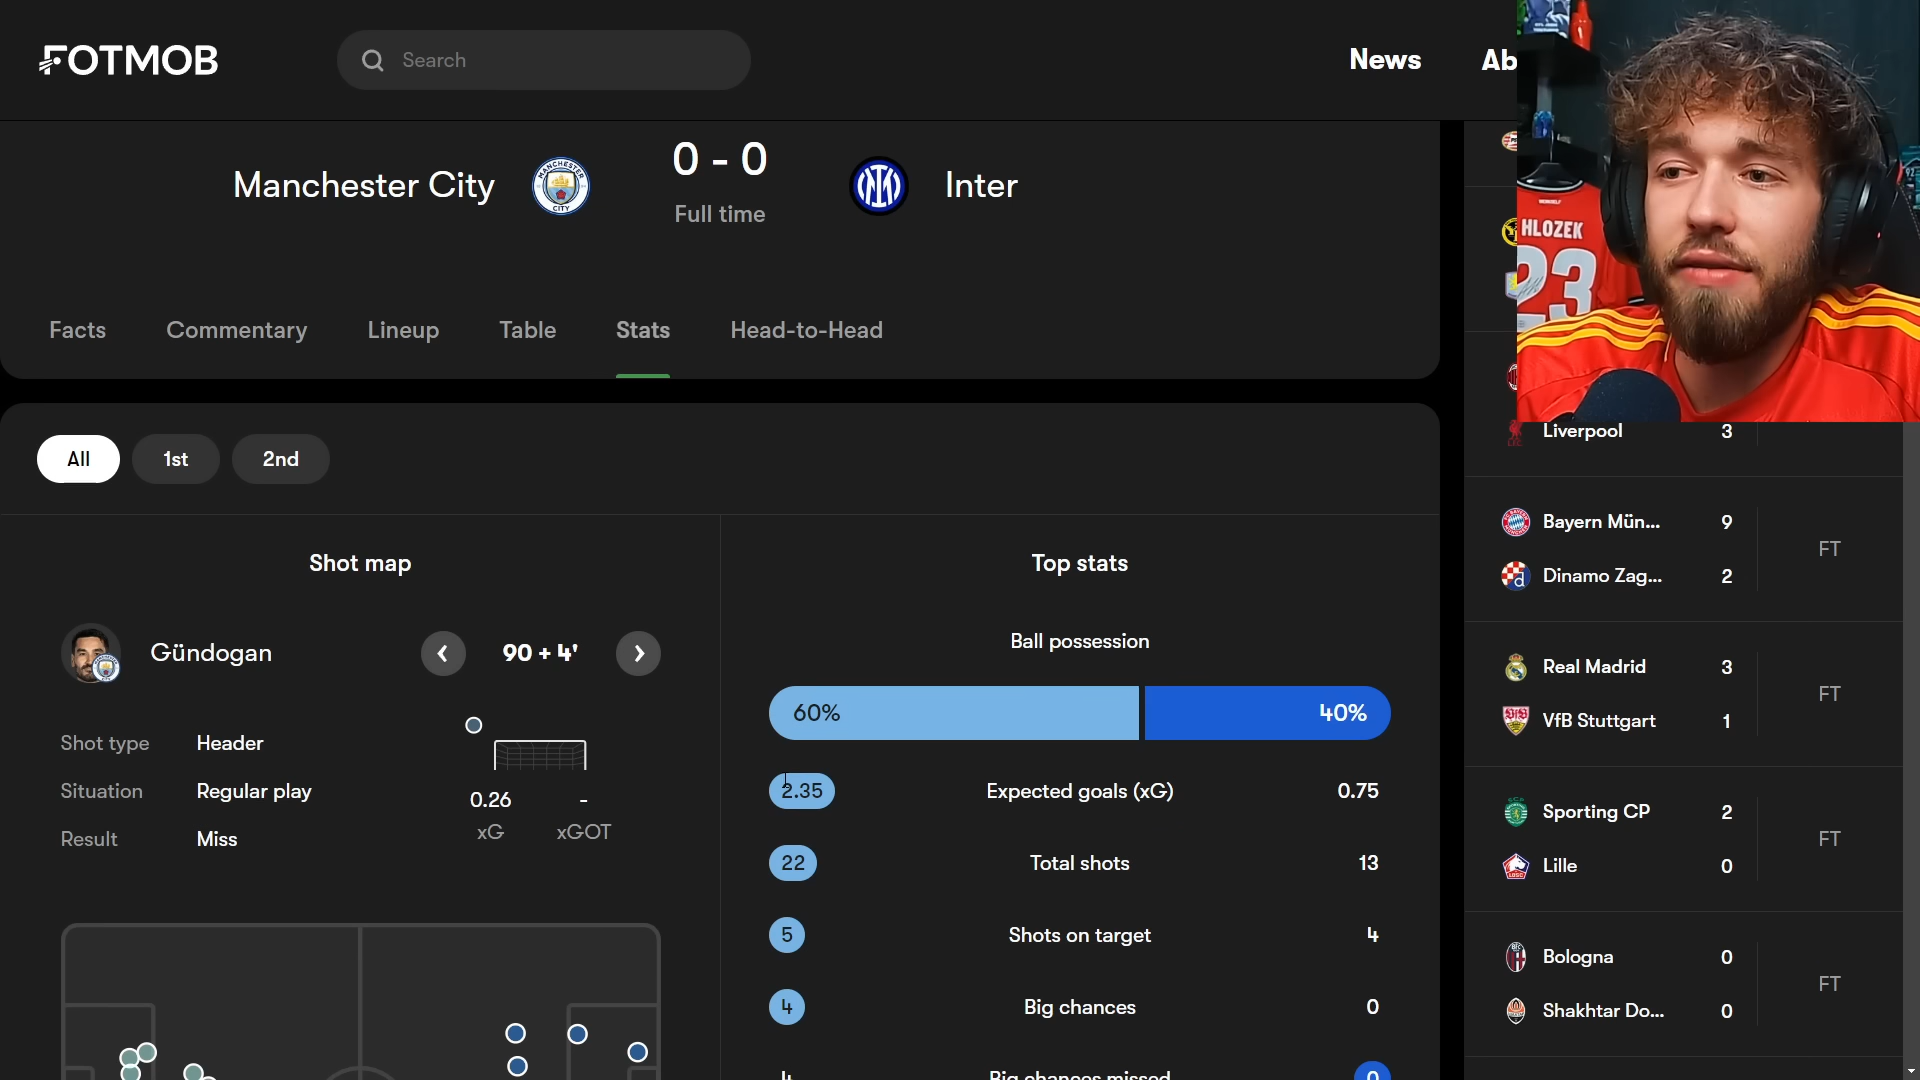 FOTMOB
Search
News
Ab
Manchester City
0 - 0
Full time
Inter
Facts
Commentary
Lineup
Table
Stats
Head-to-Head
All
1st
2nd
Shot map
Gündogan
90 + 4'
Shot type
Header
Situation
Regular play
Result
Miss
0.26
xG
-
xGOT
Top stats
Ball possession
60%
40%
2.35
Expected goals (xG)
0.75
22
Total shots
13
5
Shots on target
4
4
Big chances
0
4
Big chances missed
0
HLOZEK
23
Liverpool
3
Bayern Mün...
9
Dinamo Zag...
2
FT
Real Madrid
3
VfB Stuttgart
1
FT
Sporting CP
2
Lille
0
FT
Bologna
0
Shakhtar Do...
0
FT